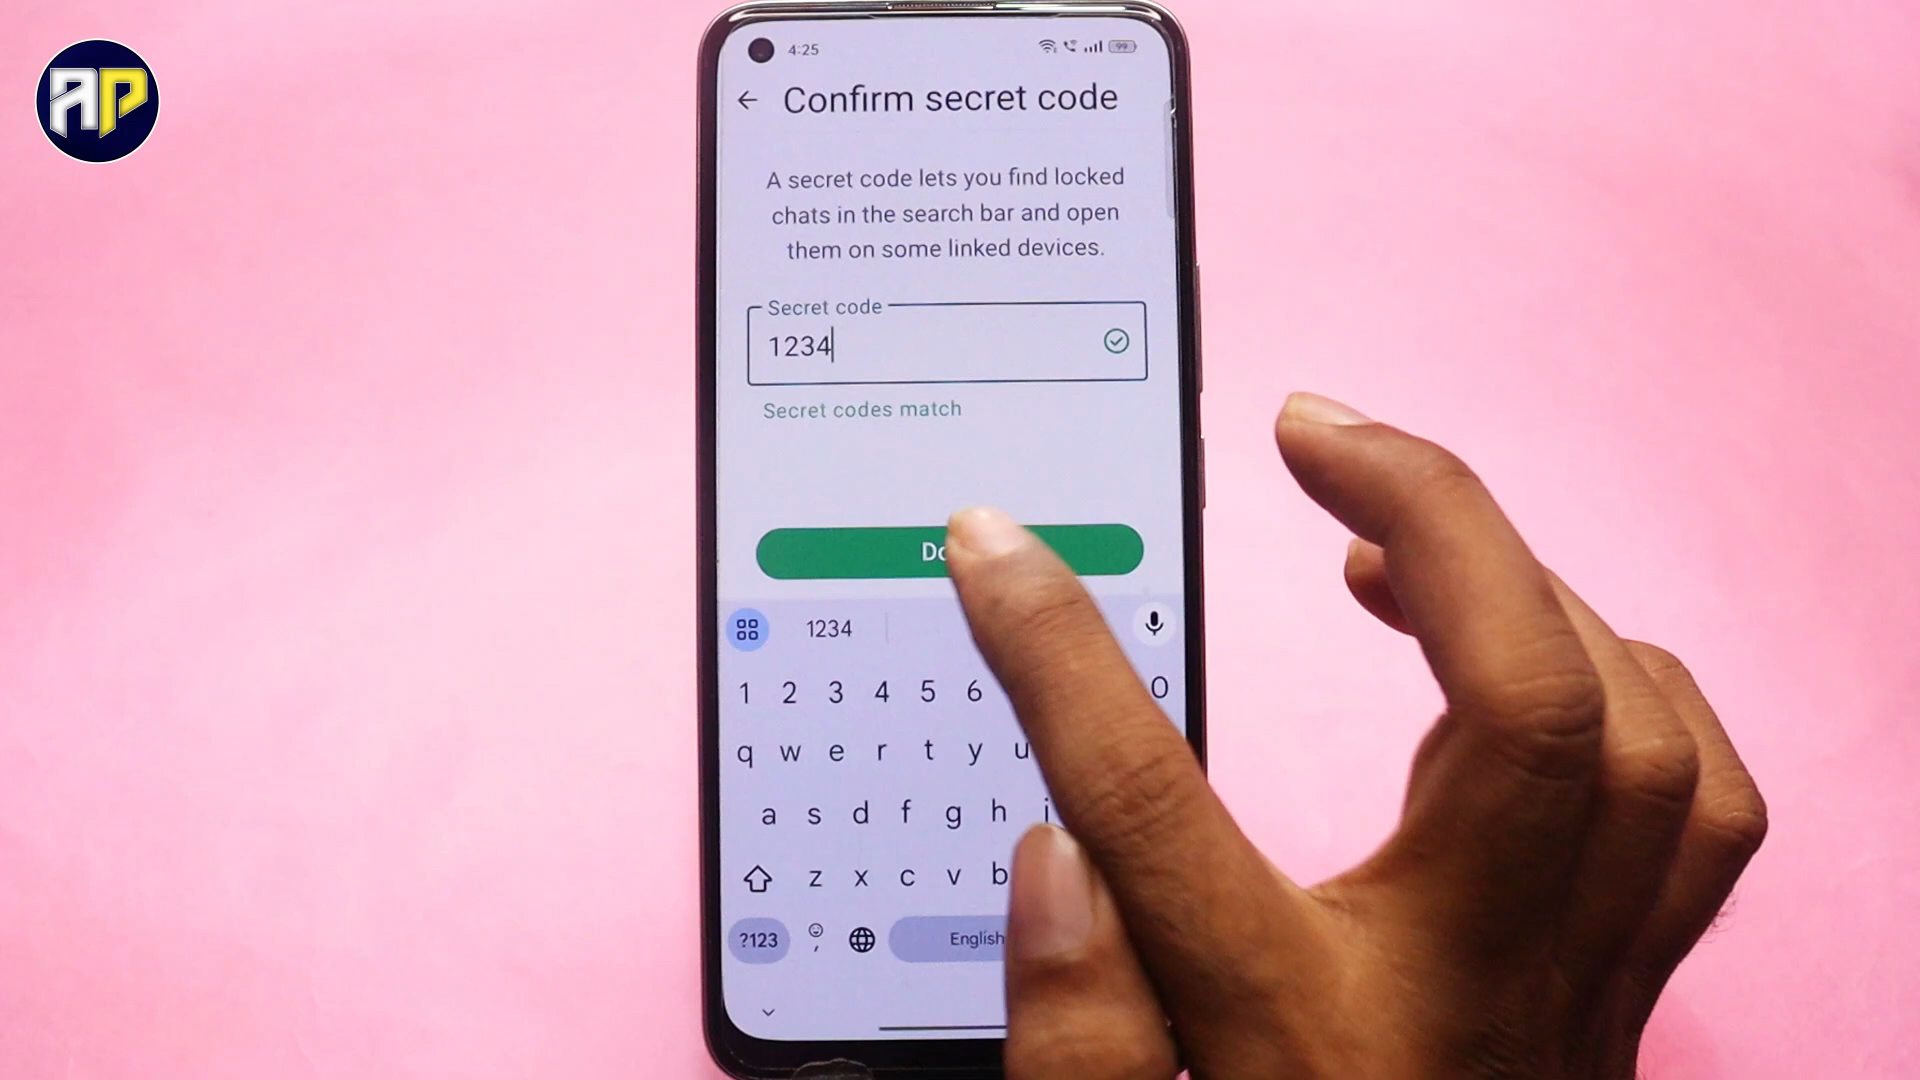 AP
4:25
99
Confirm secret code
A secret code lets you find locked
chats in the search bar and open
them on some linked devices.
Secret code
1234
Secret codes match
1234
1 2 3 4 5 6 0
q w e r t y u
a s d f g h j
z x c v b
?123 , English